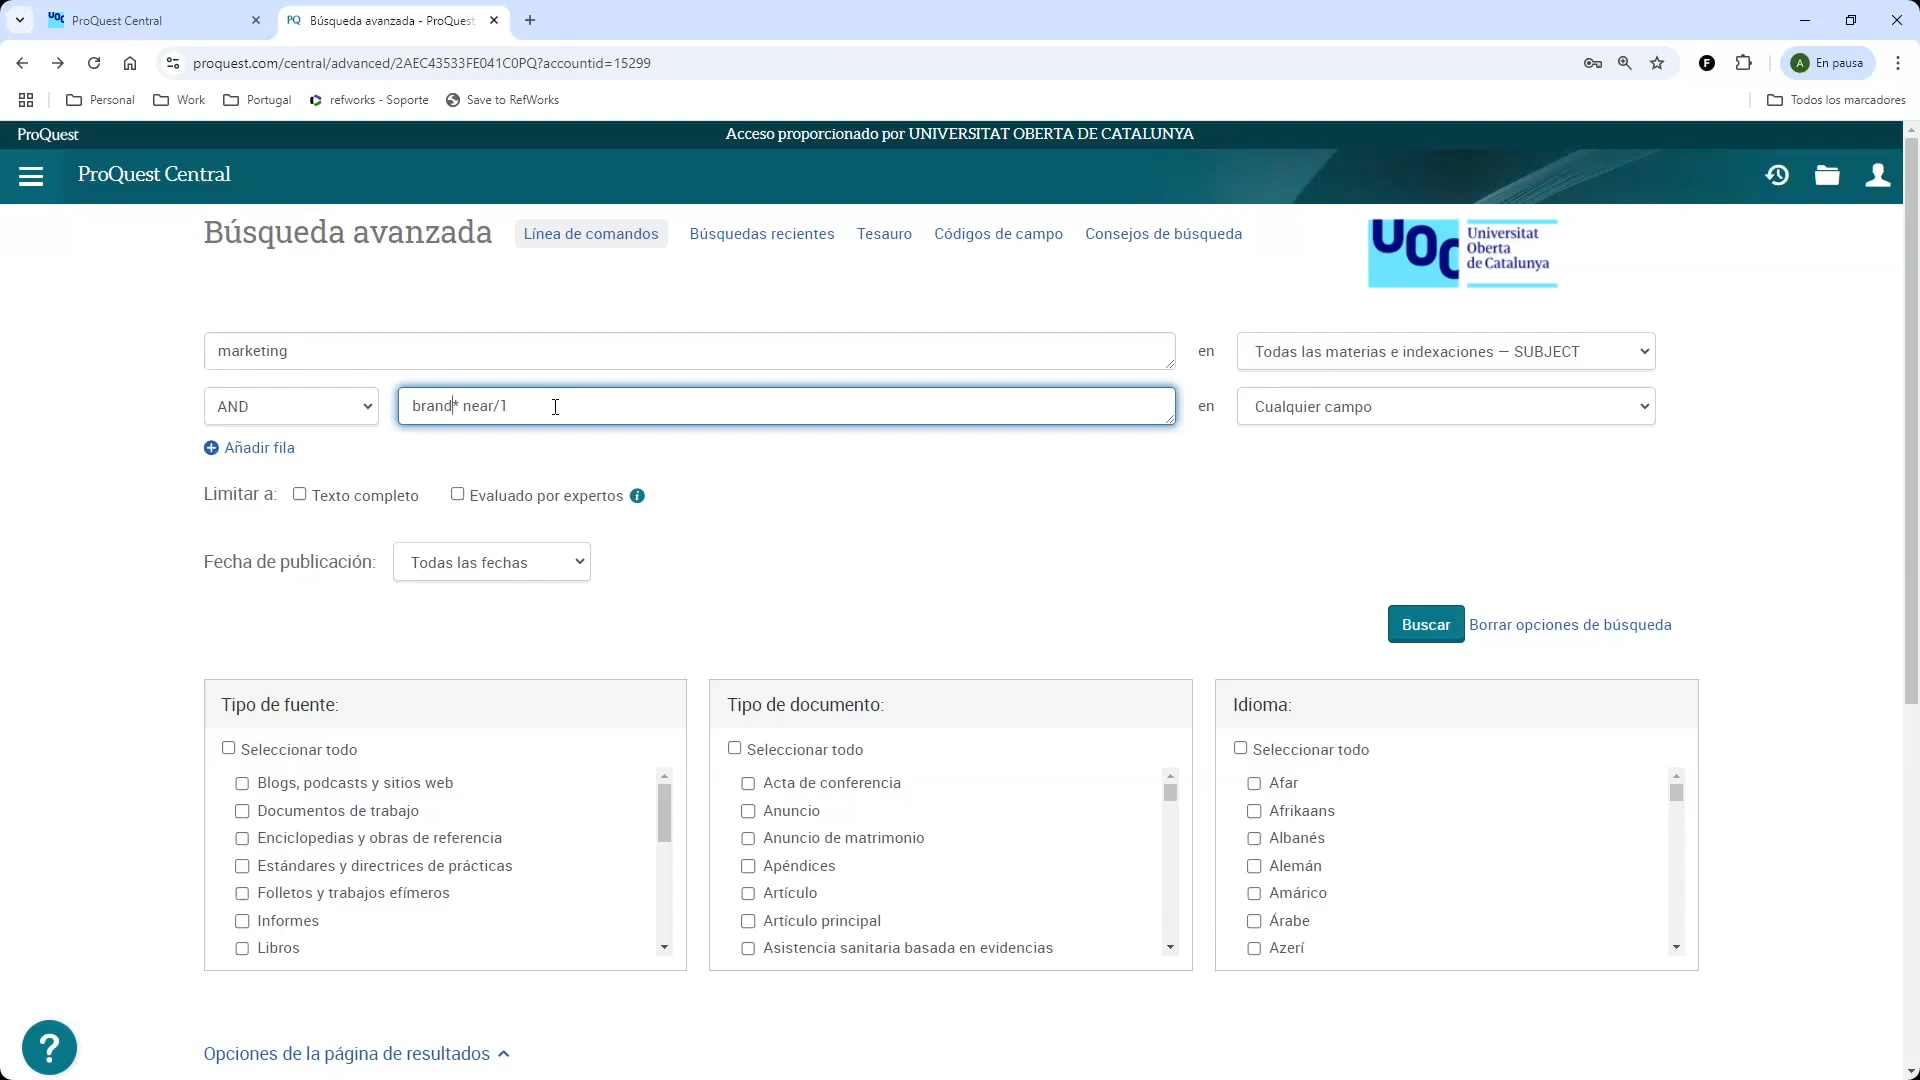 ProQuest Central
PQ Búsqueda avanzada - ProQuest
proquest.com/central/advanced/2AEC43533FE041C0PQ?accountid=15299
F
A En pausa
Personal Work Portugal refworks - Soporte Save to RefWorks Todos los marcadores
ProQuest Acceso proporcionado por UNIVERSITAT OBERTA DE CATALUNYA
ProQuest Central
Búsqueda avanzada Línea de comandos Búsquedas recientes Tesauro Códigos de campo Consejos de búsqueda
UOC Universitat
Oberta
de Catalunya
marketing en Todas las materias e indexaciones — SUBJECT
AND brand* near/1 en Cualquier campo
Añadir fila
Limitar a: Texto completo Evaluado por expertos i
Fecha de publicación: Todas las fechas
Buscar Borrar opciones de búsqueda
Tipo de fuente:
Seleccionar todo
Blogs, podcasts y sitios web
Documentos de trabajo
Enciclopedias y obras de referencia
Estándares y directrices de prácticas
Folletos y trabajos efímeros
Informes
Libros
Tipo de documento:
Seleccionar todo
Acta de conferencia
Anuncio
Anuncio de matrimonio
Apéndices
Artículo
Artículo principal
Asistencia sanitaria basada en evidencias
Idioma:
Seleccionar todo
Afar
Afrikaans
Albanés
Alemán
Amárico
Árabe
Azerí
?
Opciones de la página de resultados